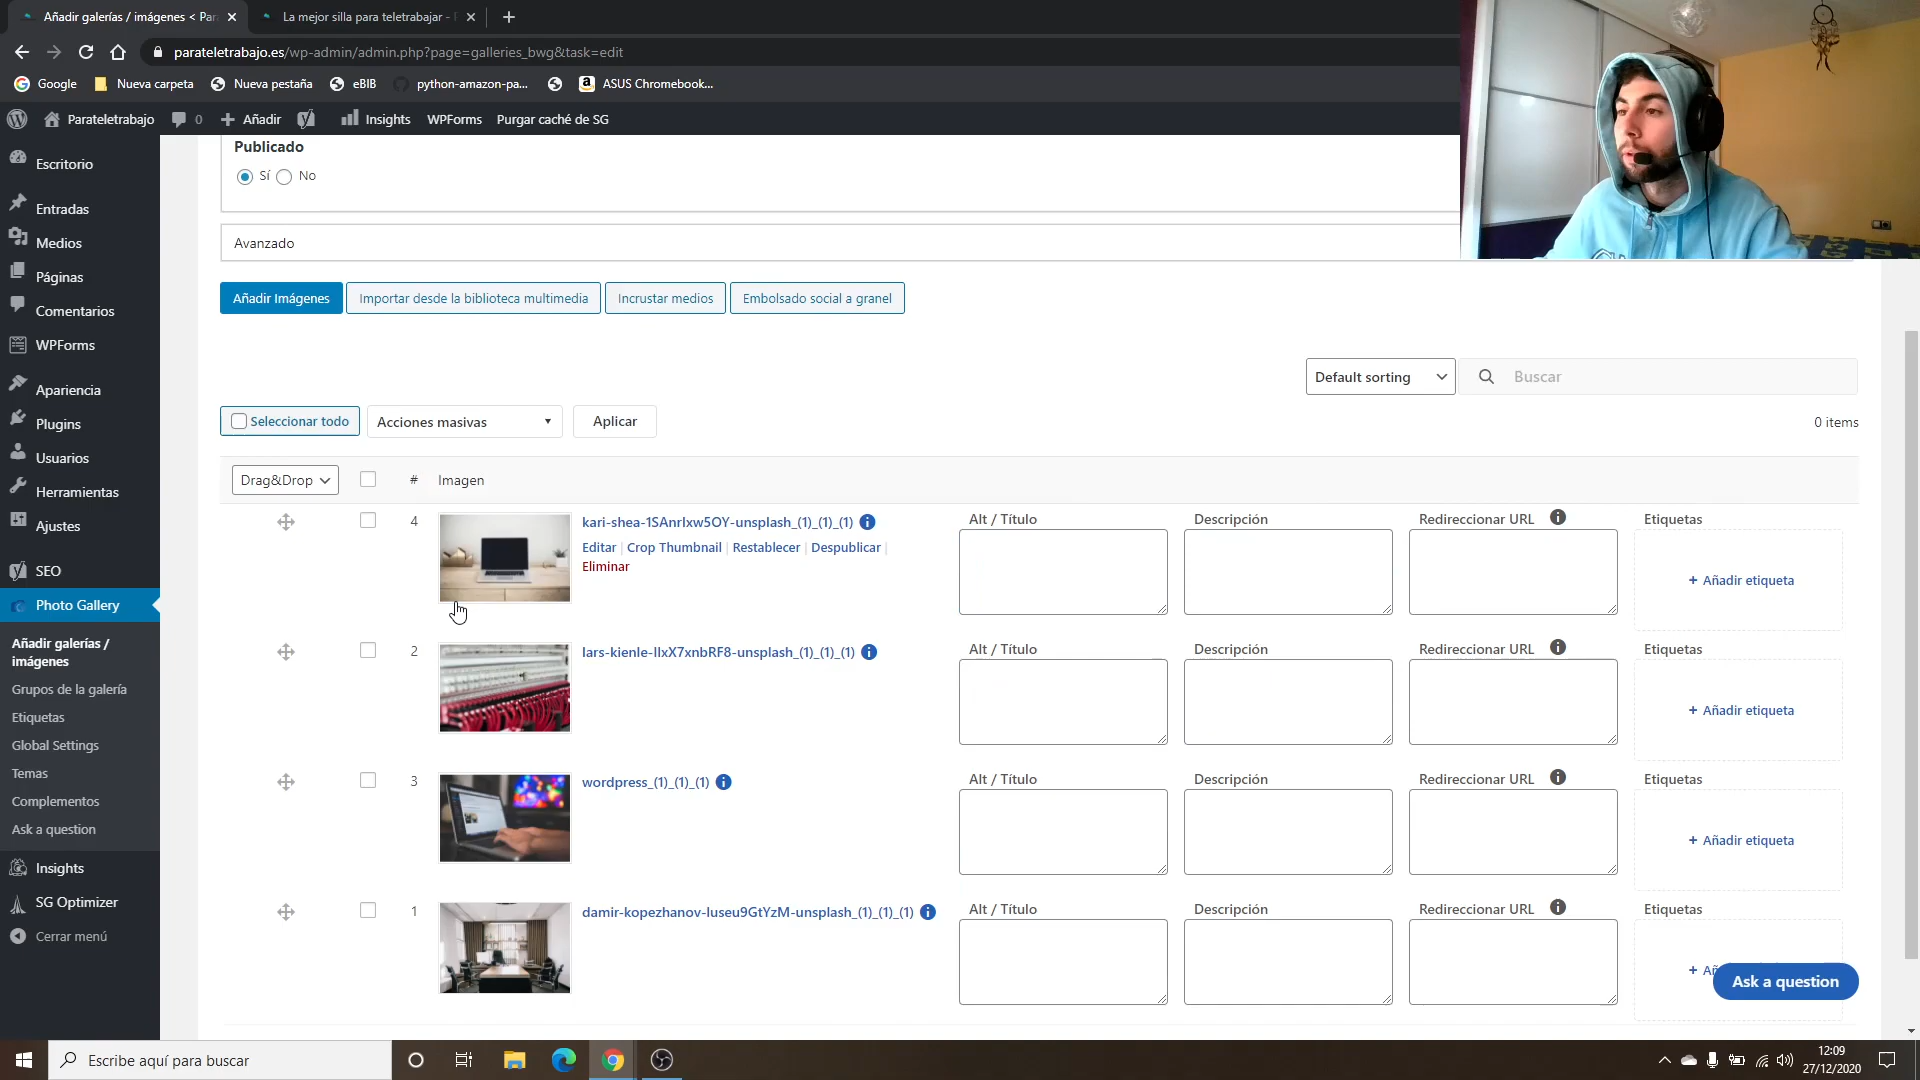 Añadir galerías / imágenes < Par
La mejor silla para teletrabajar -
parateletrabajo.es/wp-admin/admin.php?page=galleries_bwg&task=edit
Google
Nueva carpeta
Nueva pestaña
eBIB
python-amazon-pa...
ASUS Chromebook...
Parateletrabajo
0
Añadir
Insights
WPForms
Purgar caché de SG
Escritorio
Entradas
Medios
Páginas
Comentarios
WPForms
Apariencia
Plugins
Usuarios
Herramientas
Ajustes
SEO
Photo Gallery
Añadir galerías /
imágenes
Grupos de la galería
Etiquetas
Global Settings
Temas
Complementos
Ask a question
Insights
SG Optimizer
Cerrar menú
Publicado
Sí
No
Avanzado
Añadir Imágenes
Importar desde la biblioteca multimedia
Incrustar medios
Embolsado social a granel
Default sorting
Buscar
Seleccionar todo
Acciones masivas
Aplicar
0 items
Drag&Drop
#
Imagen
4
kari-shea-1SAnrIxw5OY-unsplash_(1)_(1)_(1)
Editar | Crop Thumbnail | Restablecer | Despublicar |
Eliminar
Alt / Título
Descripción
Redireccionar URL
Etiquetas
+ Añadir etiqueta
2
lars-kienle-IlxX7xnbRF8-unsplash_(1)_(1)_(1)
Alt / Título
Descripción
Redireccionar URL
Etiquetas
+ Añadir etiqueta
3
wordpress_(1)_(1)_(1)
Alt / Título
Descripción
Redireccionar URL
Etiquetas
+ Añadir etiqueta
1
damir-kopezhanov-luseu9GtYzM-unsplash_(1)_(1)_(1)
Alt / Título
Descripción
Redireccionar URL
Etiquetas
+ Añ
Ask a question
Escribe aquí para buscar
12:09
27/12/2020